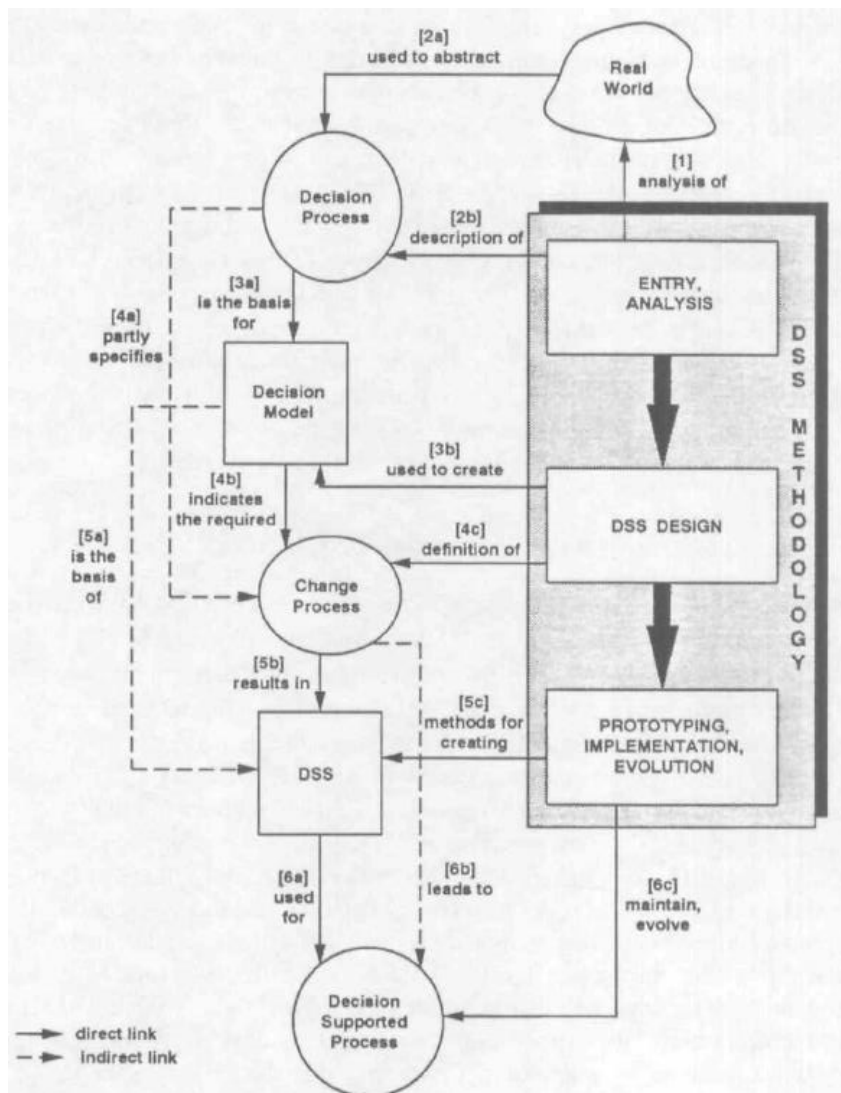 [2a]
used to abstract
Real
World
[1]
analysis of
Decision
Process
[2b]
description of
ENTRY,
ANALYSIS
[3a]
is the basis
for
[4a]
partly
specifies
Decision
Model
[3b]
used to create
[4b]
indicates
the required
DSS DESIGN
[4c]
definition of
[5a]
is the
basis
of
Change
Process
[5b]
results in
[5c]
methods for
creating
PROTOTYPING,
IMPLEMENTATION,
EVOLUTION
DSS
DSS METHODOLOGY
[6a]
used
for
[6b]
leads to
[6c]
maintain,
evolve
Decision
Supported
Process
direct link
indirect link